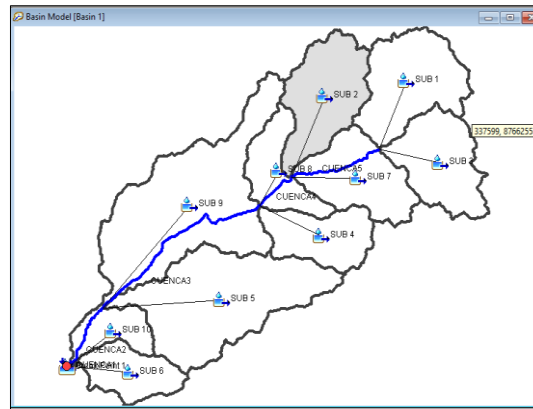 Basin Model [Basin 1]
SUB 1
SUB 2
337599, 8766255
SUB 3
SUB 8
CUENCA5
SUB 7
CUENCA4
SUB 9
SUB 4
CUENCA3
SUB 5
SUB 10
CUENCA2
CUENCA1
SUB 6